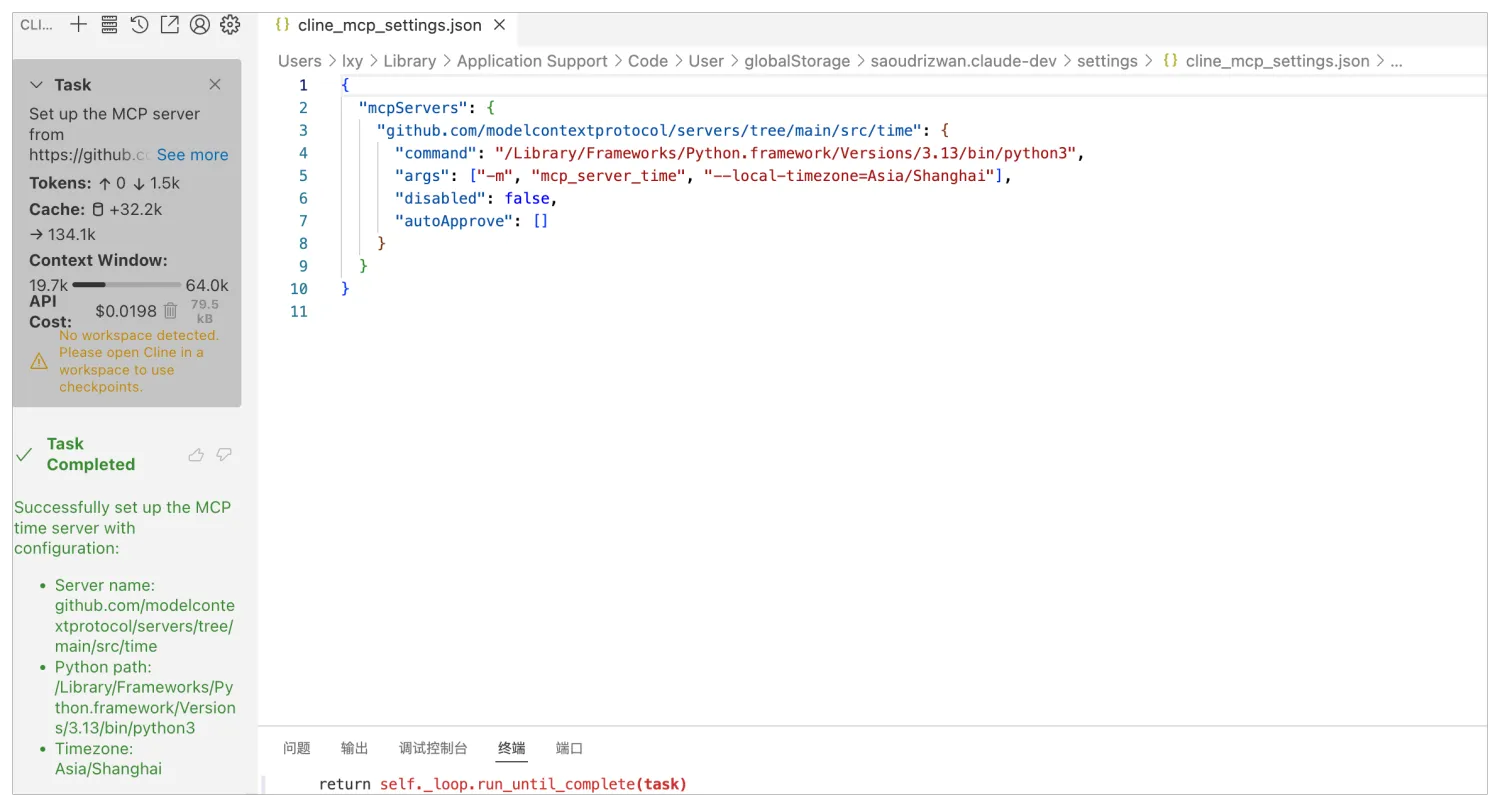 CLI...
Task
Set up the MCP server
from
https://github.cc See more
Tokens: ↑ 0 ↓ 1.5k
Cache: +32.2k
→ 134.1k
Context Window:
19.7k 64.0k
API
Cost: $0.0198 79.5
kB
No workspace detected.
Please open Cline in a
workspace to use
checkpoints.
Task
Completed
Successfully set up the MCP
time server with
configuration:
• Server name:
github.com/modelconte
xtprotocol/servers/tree/
main/src/time
• Python path:
/Library/Frameworks/Py
thon.framework/Version
s/3.13/bin/python3
• Timezone:
Asia/Shanghai
{} cline_mcp_settings.json ×
Users > lxy > Library > Application Support > Code > User > globalStorage > saoudrizwan.claude-dev > settings > {} cline_mcp_settings.json > ...
1 {
2 "mcpServers": {
3 "github.com/modelcontextprotocol/servers/tree/main/src/time": {
4 "command": "/Library/Frameworks/Python.framework/Versions/3.13/bin/python3",
5 "args": ["-m", "mcp_server_time", "--local-timezone=Asia/Shanghai"],
6 "disabled": false,
7 "autoApprove": []
8 }
9 }
10 }
11
问题 输出 调试控制台 终端 端口
return self._loop.run_until_complete(task)